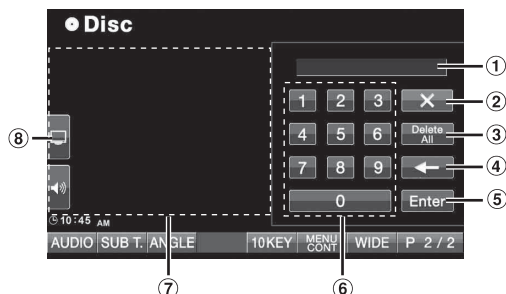 Disc
①
1 2 3 X ②
⑧ 4 5 6 Delete All ③
7 8 9 ← ④
0 Enter ⑤
10:45 AM
AUDIO SUB T. ANGLE 10KEY MENU CONT WIDE P 2/2
⑦ ⑥